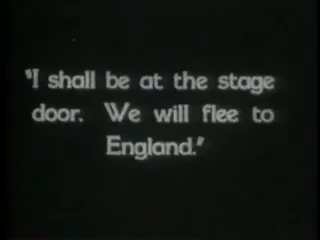 'I shall be at the stage
door. We will flee to
England.'